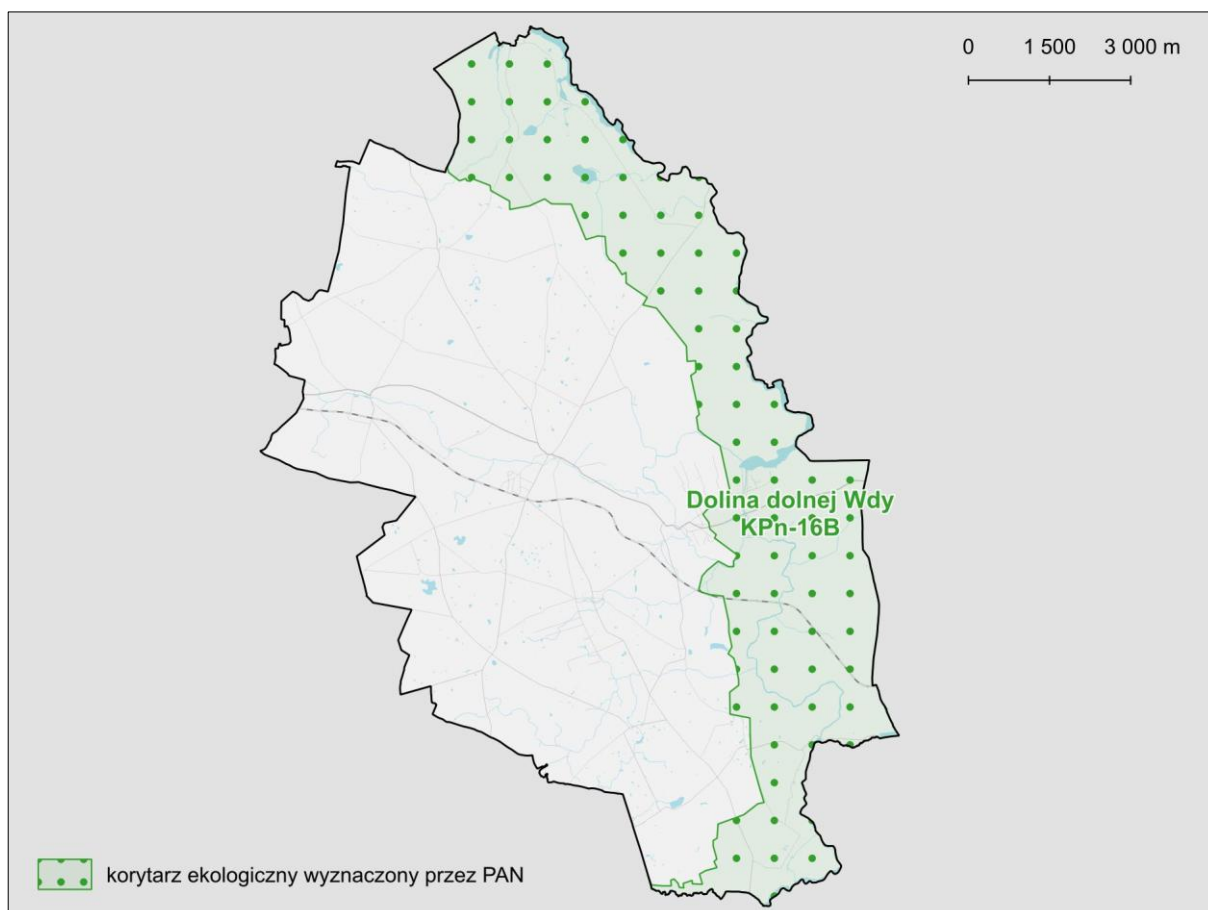 0 1 500 3 000 m
Dolina dolnej Wdy
KPn-16B
korytarz ekologiczny wyznaczony przez PAN